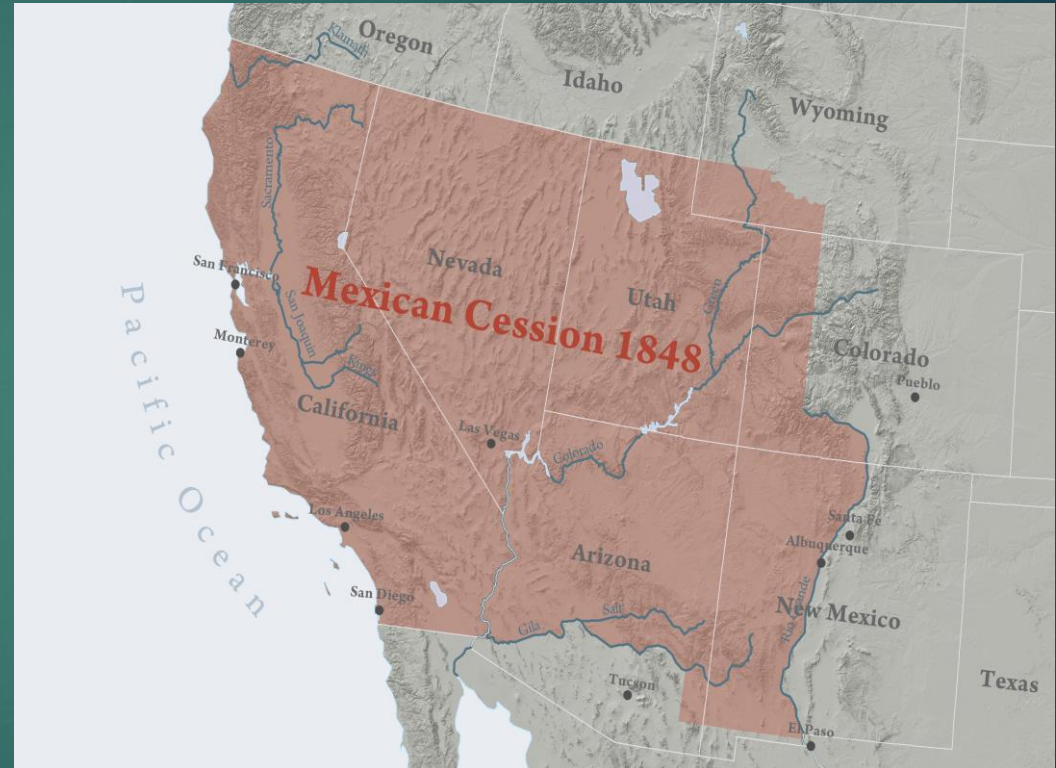 Oregon
Klamath
Idaho
Wyoming
Sacramento
Nevada
San Francisco
Utah
Green
Mexican Cession 1848
San Joaquin
Monterey
Kings
Colorado
Pueblo
California
Las Vegas
Colorado
Pacific Ocean
Los Angeles
Santa Fé
Albuquerque
Arizona
San Diego
Salt
Gila
Rio Grande
New Mexico
Tucson
Texas
El Paso